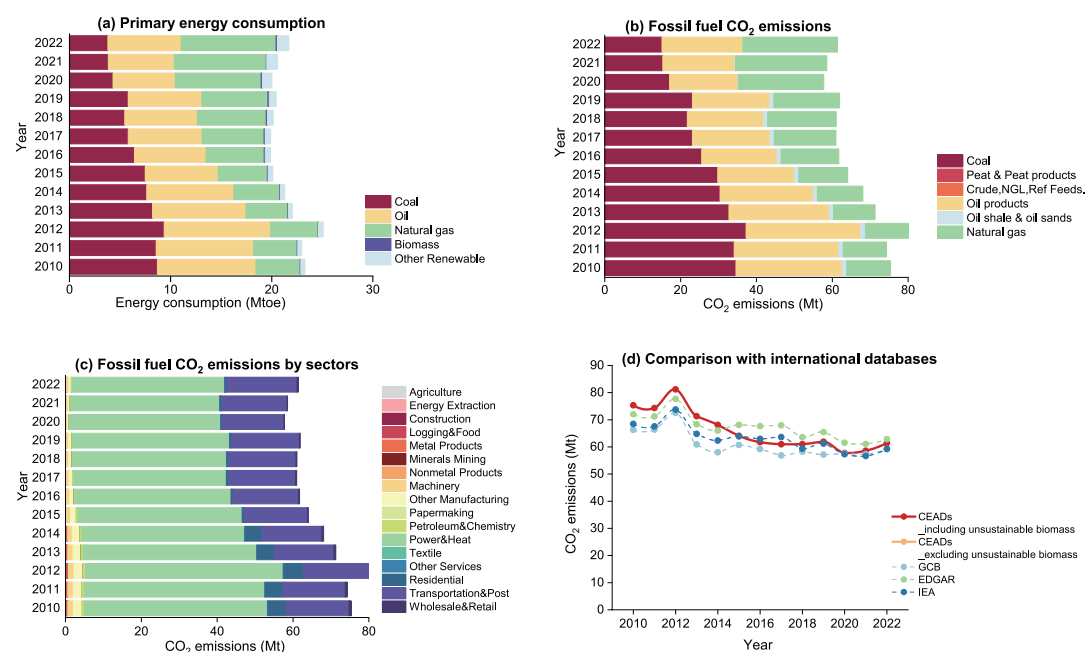 (a) Primary energy consumption
2022
2021
2020
2019
2018
2017
2016
2015
2014
2013
2012
2011
2010
Year
0
10
20
30
Energy consumption (Mtoe)
Coal
Oil
Natural gas
Biomass
Other Renewable
(b) Fossil fuel CO₂ emissions
2022
2021
2020
2019
2018
2017
2016
2015
2014
2013
2012
2011
2010
Year
0
20
40
60
80
CO₂ emissions (Mt)
Coal
Peat & Peat products
Crude,NGL,Ref Feeds.
Oil products
Oil shale & oil sands
Natural gas
(c) Fossil fuel CO₂ emissions by sectors
2022
2021
2020
2019
2018
2017
2016
2015
2014
2013
2012
2011
2010
Year
0
20
40
60
80
CO₂ emissions (Mt)
Agriculture
Energy Extraction
Construction
Logging&Food
Metal Products
Minerals Mining
Nonmetal Products
Machinery
Other Manufacturing
Papermaking
Petroleum&Chemistry
Power&Heat
Textile
Other Services
Residential
Transportation&Post
Wholesale&Retail
(d) Comparison with international databases
90
80
70
60
50
40
30
20
10
0
CO₂ emissions (Mt)
2010
2012
2014
2016
2018
2020
2022
Year
CEADs
_including unsustainable biomass
CEADs
_excluding unsustainable biomass
GCB
EDGAR
IEA